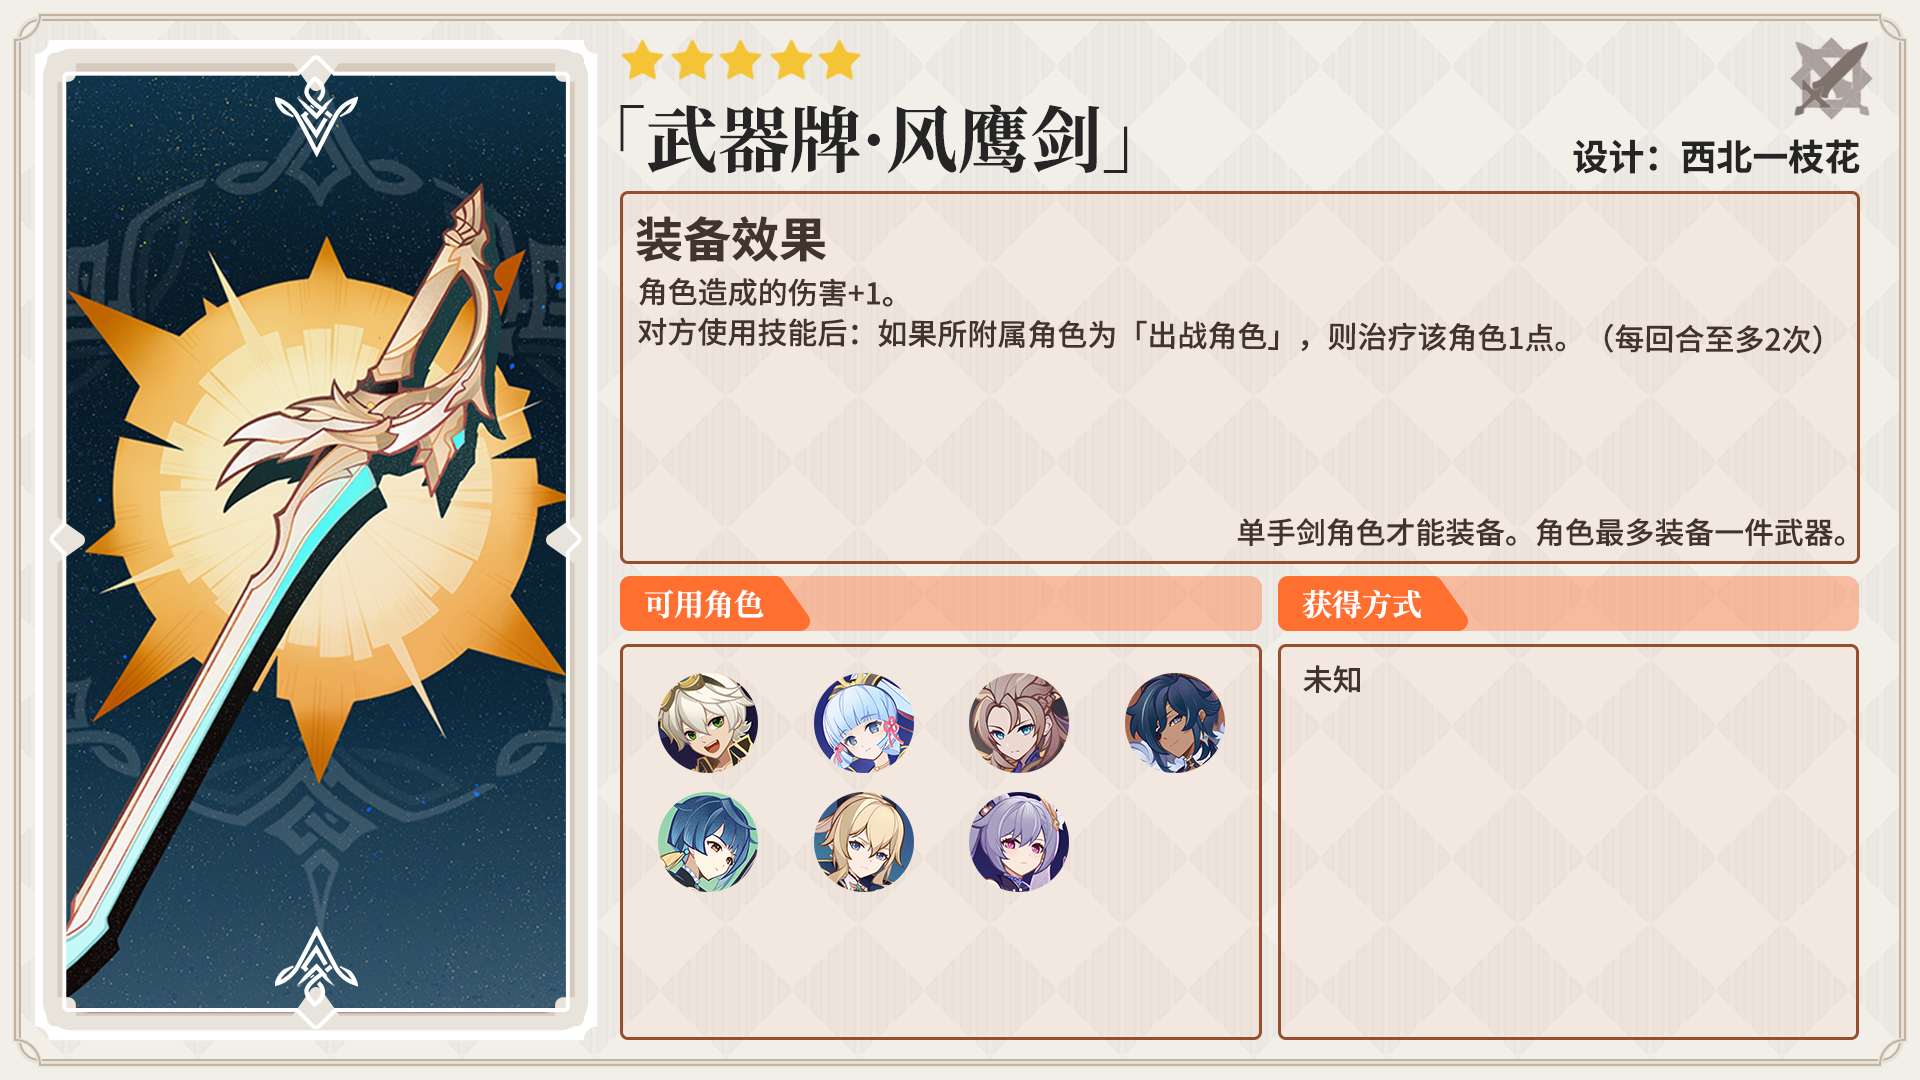 「武器牌·风鹰剑」
设计：西北一枝花
装备效果
角色造成的伤害+1。
对方使用技能后：如果所附属角色为「出战角色」，则治疗该角色1点。（每回合至多2次）
单手剑角色才能装备。角色最多装备一件武器。
可用角色
获得方式
未知